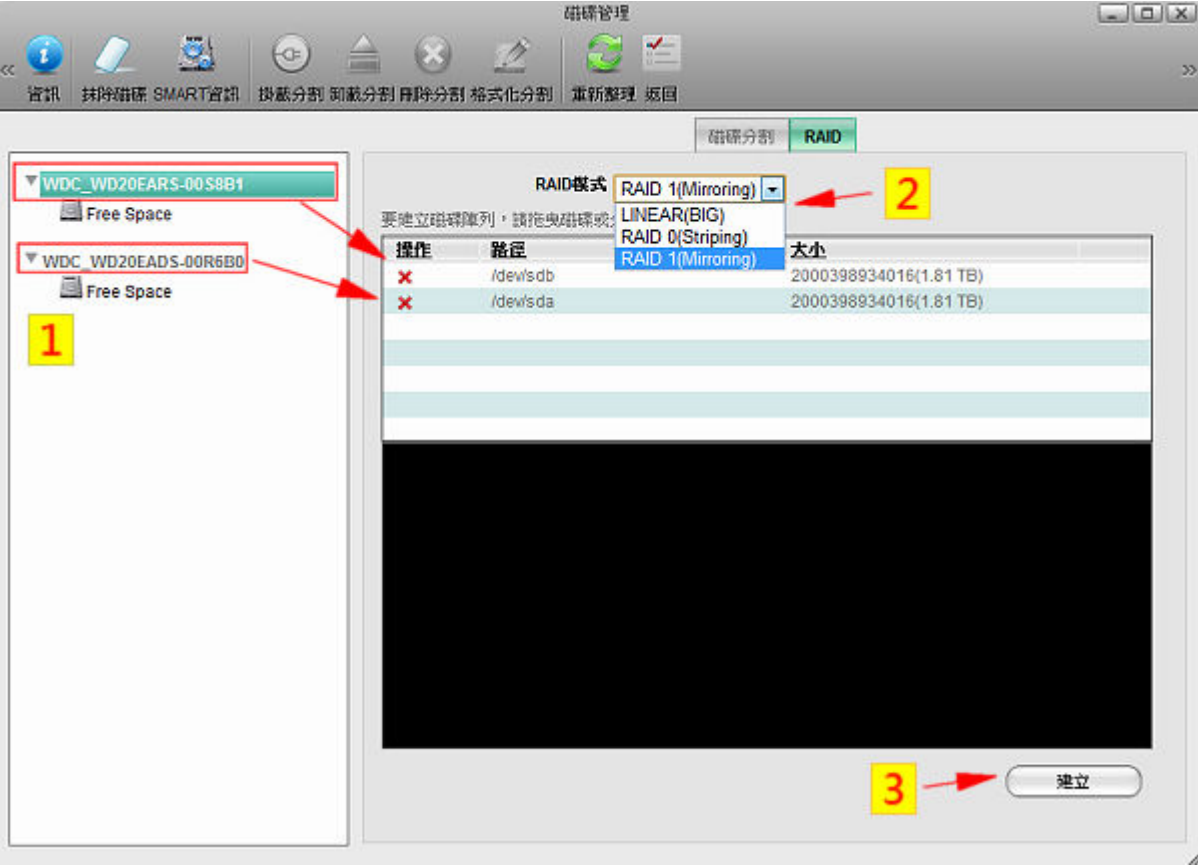 磁碟管理
資訊 抹除磁碟 SMART資訊 掛載分割 卸載分割 刪除分割 格式化分割 重新整理 返回
磁碟分割 RAID
WDC_WD20EARS-00S8B1
Free Space
WDC_WD20EADS-00R6B0
Free Space
1
RAID模式 RAID 1(Mirroring)
2
LINEAR(BIG)
RAID 0(Striping)
RAID 1(Mirroring)
要建立磁碟陣列，請拖曳磁碟或
操作 路徑 大小
/dev/sdb 2000398934016(1.81 TB)
/dev/sda 2000398934016(1.81 TB)
3
建立